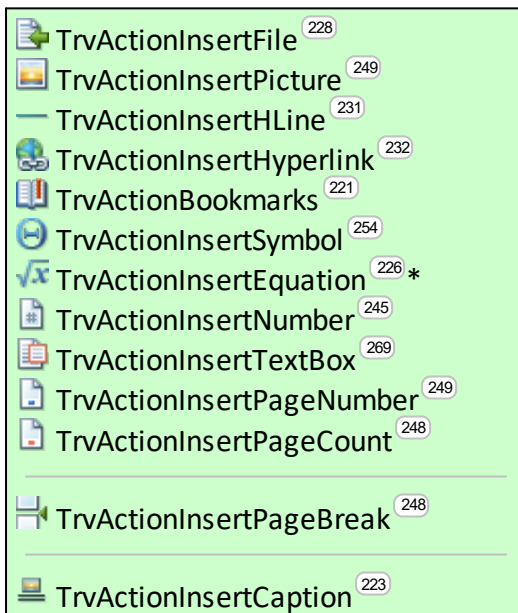 TrvActionInsertFile 228
TrvActionInsertPicture 249
TrvActionInsertHLine 231
TrvActionInsertHyperlink 232
TrvActionBookmarks 221
TrvActionInsertSymbol 254
TrvActionInsertEquation 226 *
TrvActionInsertNumber 245
TrvActionInsertTextBox 269
TrvActionInsertPageNumber 249
TrvActionInsertPageCount 248
TrvActionInsertPageBreak 248
TrvActionInsertCaption 223